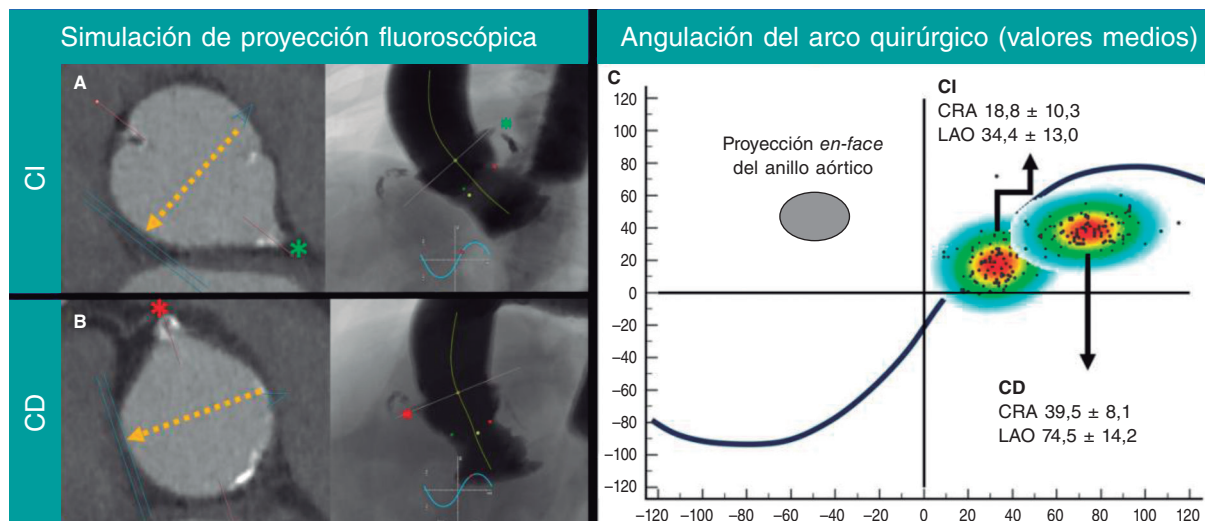 Simulación de proyección fluoroscópica
Angulación del arco quirúrgico (valores medios)
CI
A
CD
B
C
120
100
80
60
40
20
0
−20
−40
−60
−80
−100
−120
−120 −100 −80 −60 −40 −20 0 20 40 60 80 100 120
Proyección en-face
del anillo aórtico
CI
CRA 18,8 ± 10,3
LAO 34,4 ± 13,0
CD
CRA 39,5 ± 8,1
LAO 74,5 ± 14,2